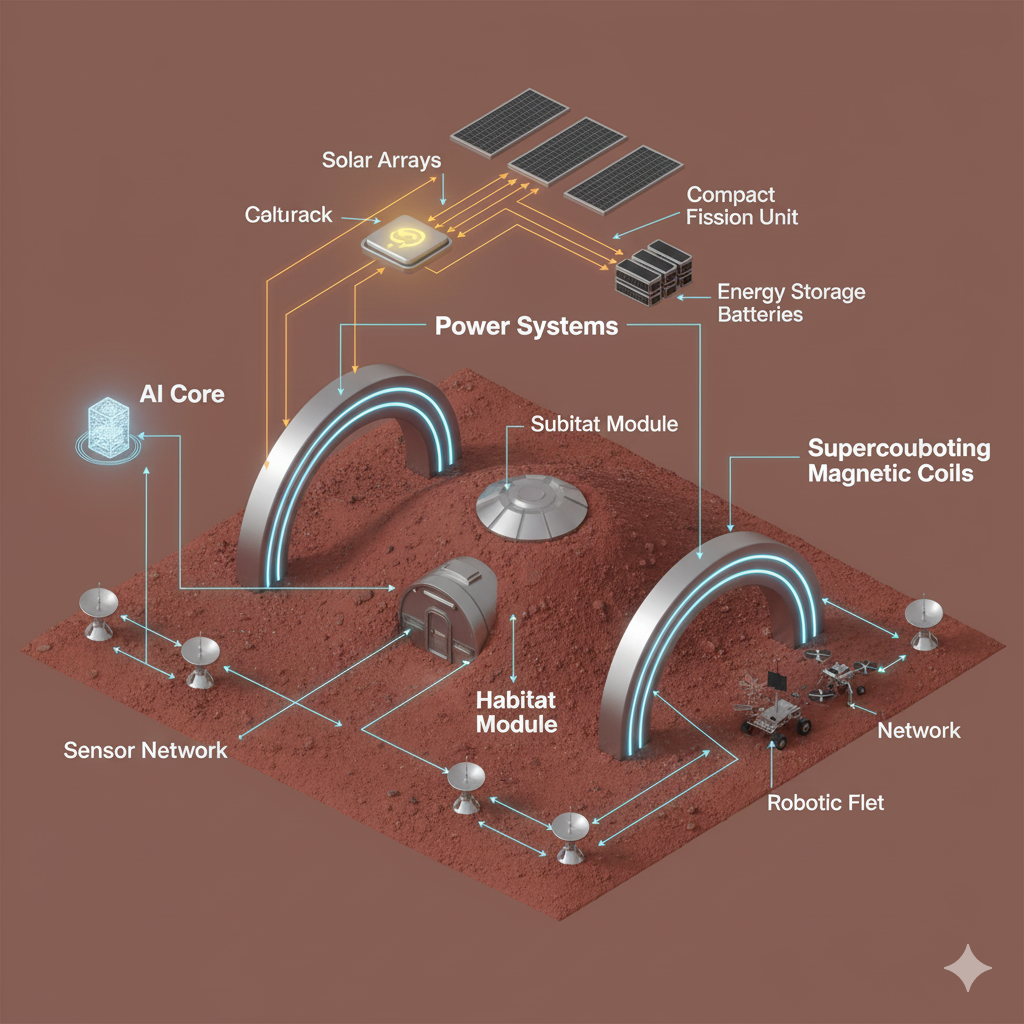 Solar Arrays
Galturack
Compact
Fission Unit
Energy Storage
Batteries
Power Systems
AI Core
Subitat Module
Supercouboting
Magnetic Coils
Habitat
Module
Network
Sensor Network
Robotic Flet